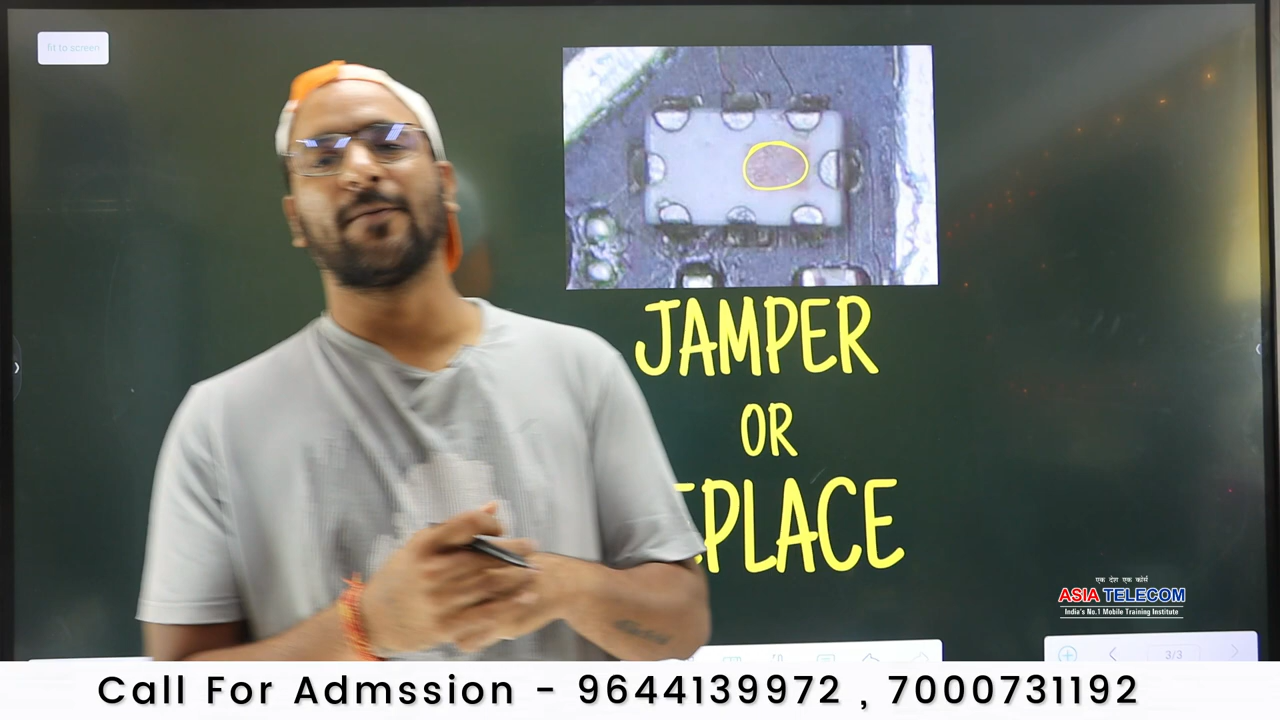 fit to screen
JAMPER
OR
EPLACE
एक देश एक कोर्स
ASIA TELECOM
India's No.1 Mobile Training Institute
3/3
Call For Admssion - 9644139972 , 7000731192